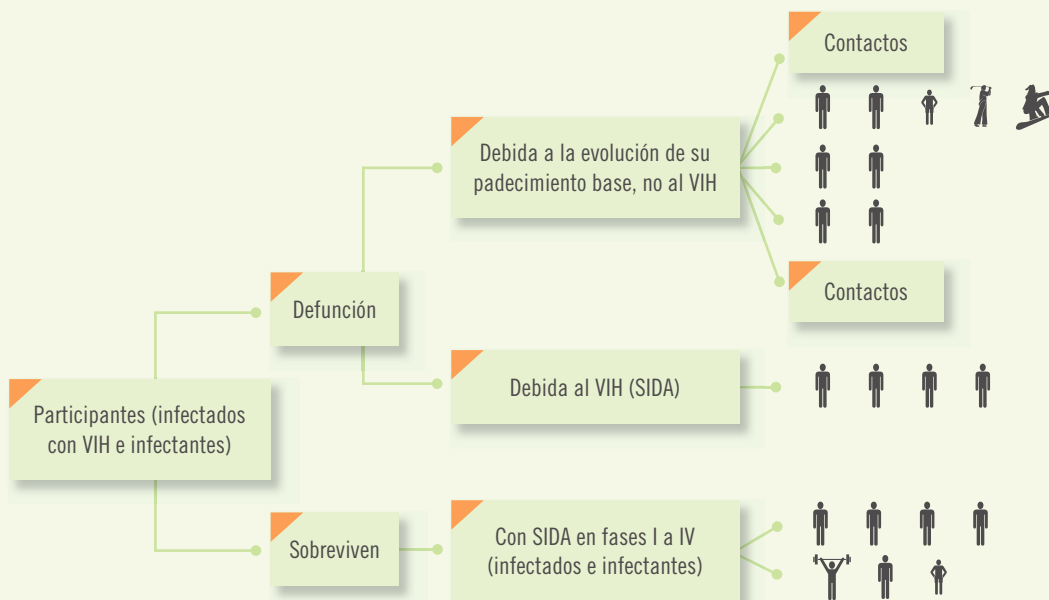 Contactos
Debida a la evolución de su
padecimiento base, no al VIH
Contactos
Defunción
Debida al VIH (SIDA)
Participantes (infectados
con VIH e infectantes)
Sobreviven
Con SIDA en fases I a IV
(infectados e infectantes)